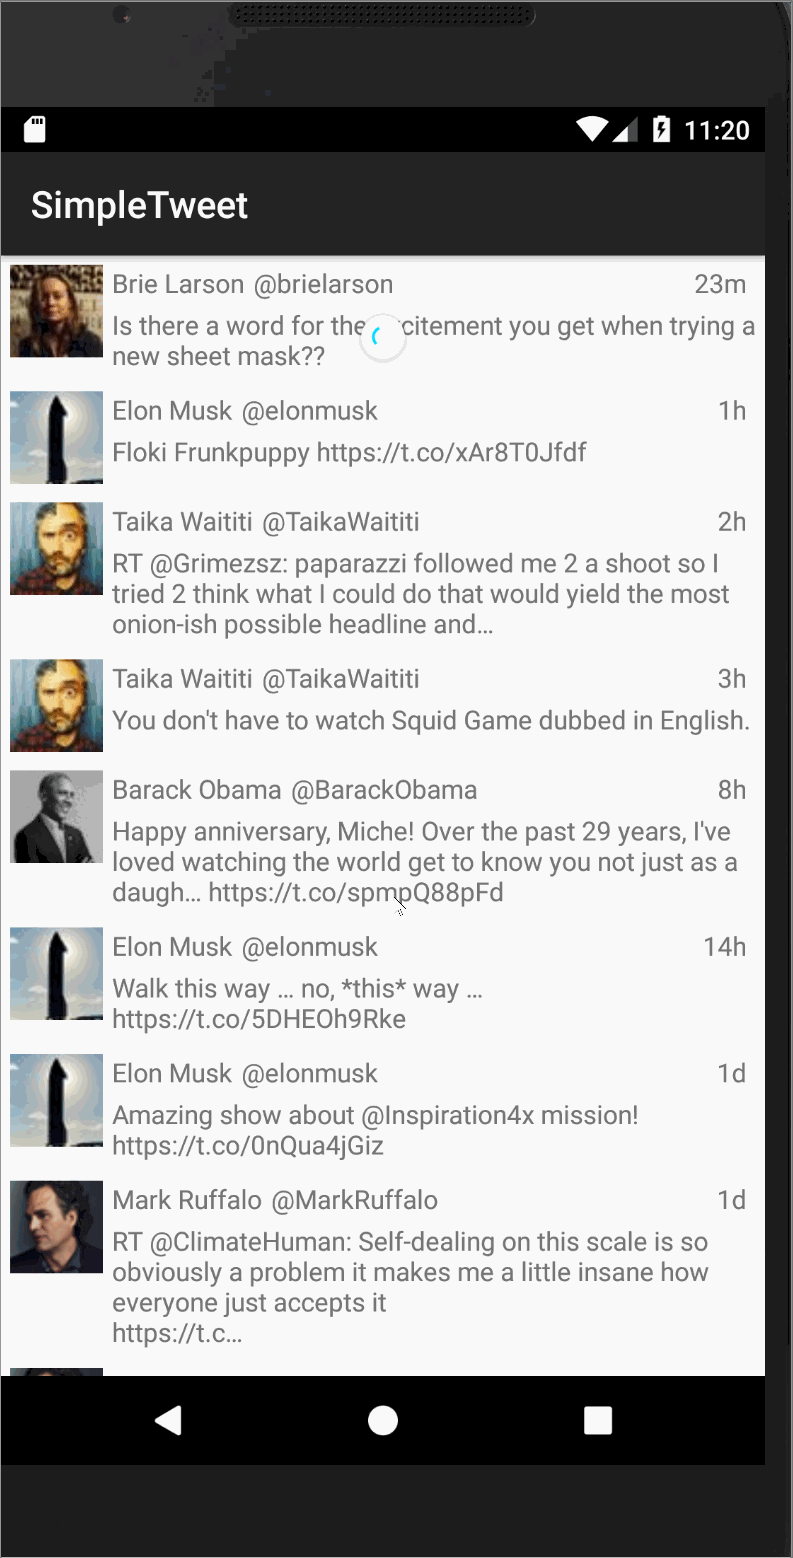 11:20
SimpleTweet
Brie Larson @brielarson 23m
Is there a word for the citement you get when trying a
new sheet mask??
Elon Musk @elonmusk 1h
Floki Frunkpuppy https://t.co/xAr8T0Jfdf
Taika Waititi @TaikaWaititi 2h
RT @Grimezsz: paparazzi followed me 2 a shoot so I
tried 2 think what I could do that would yield the most
onion-ish possible headline and…
Taika Waititi @TaikaWaititi 3h
You don't have to watch Squid Game dubbed in English.
Barack Obama @BarackObama 8h
Happy anniversary, Miche! Over the past 29 years, I've
loved watching the world get to know you not just as a
daugh… https://t.co/spmpQ88pFd
Elon Musk @elonmusk 14h
Walk this way … no, *this* way …
https://t.co/5DHEOh9Rke
Elon Musk @elonmusk 1d
Amazing show about @Inspiration4x mission!
https://t.co/0nQua4jGiz
Mark Ruffalo @MarkRuffalo 1d
RT @ClimateHuman: Self-dealing on this scale is so
obviously a problem it makes me a little insane how
everyone just accepts it
https://t.c…